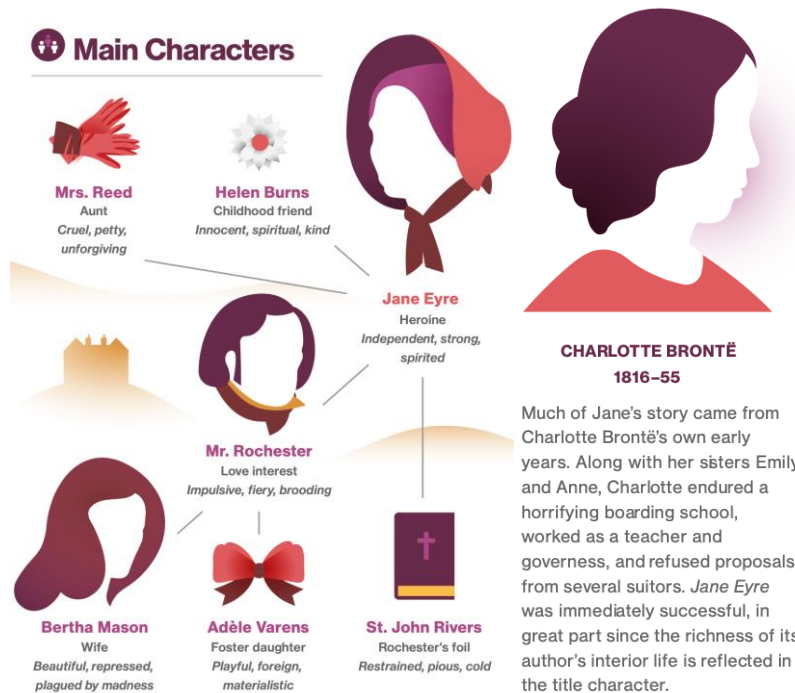 Main Characters
Mrs. Reed
Aunt
Cruel, petty,
unforgiving
Helen Burns
Childhood friend
Innocent, spiritual, kind
Jane Eyre
Heroine
Independent, strong,
spirited
Mr. Rochester
Love interest
Impulsive, fiery, brooding
Bertha Mason
Wife
Beautiful, repressed,
plagued by madness
Adèle Varens
Foster daughter
Playful, foreign,
materialistic
St. John Rivers
Rochester's foil
Restrained, pious, cold
CHARLOTTE BRONTË
1816–55
Much of Jane's story came from
Charlotte Brontë's own early
years. Along with her sisters Emily
and Anne, Charlotte endured a
horrifying boarding school,
worked as a teacher and
governess, and refused proposals
from several suitors. Jane Eyre
was immediately successful, in
great part since the richness of its
author's interior life is reflected in
the title character.